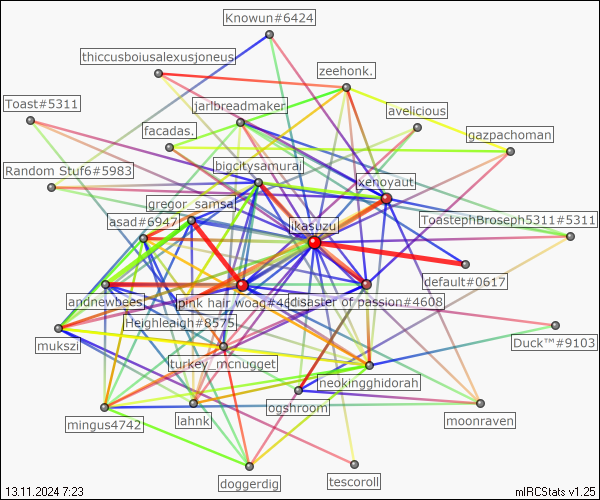 Knowun#6424
thiccusboiusalexusjoneus
zeehonk.
Toast#5311
jarlbreadmaker
avelicious
facadas.
gazpachoman
bigcitysamurai
Random Stuf6#5983
xenoyaut
gregor_samsa
asad#6947
ikasuzu
ToastephBroseph5311#5311
default#0617
andnewbees
pink hair woag#46
disaster of passion#4608
Heighleaigh#8575
mukszi
Duck™#9103
turkey_mcnugget
neokingghidorah
ogshroom
mingus4742
lahnk
moonraven
doggerdig
tescoroll
13.11.2024 7:23
mIRCStats v1.25